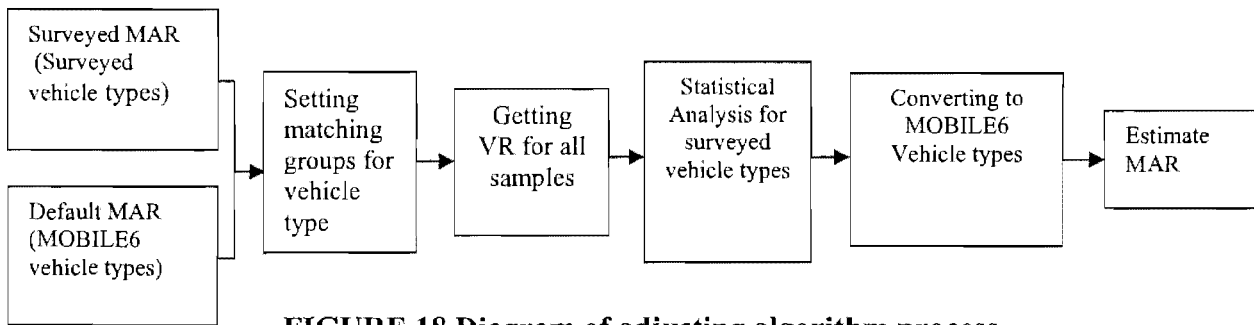 Surveyed MAR
(Surveyed
vehicle types)
Default MAR
(MOBILE6
vehicle types)
Setting
matching
groups for
vehicle
type
Getting
VR for all
samples
Statistical
Analysis for
surveyed
vehicle types
Converting to
MOBILE6
Vehicle types
Estimate
MAR
FIGURE 18 Diagram of adjusting algorithm process